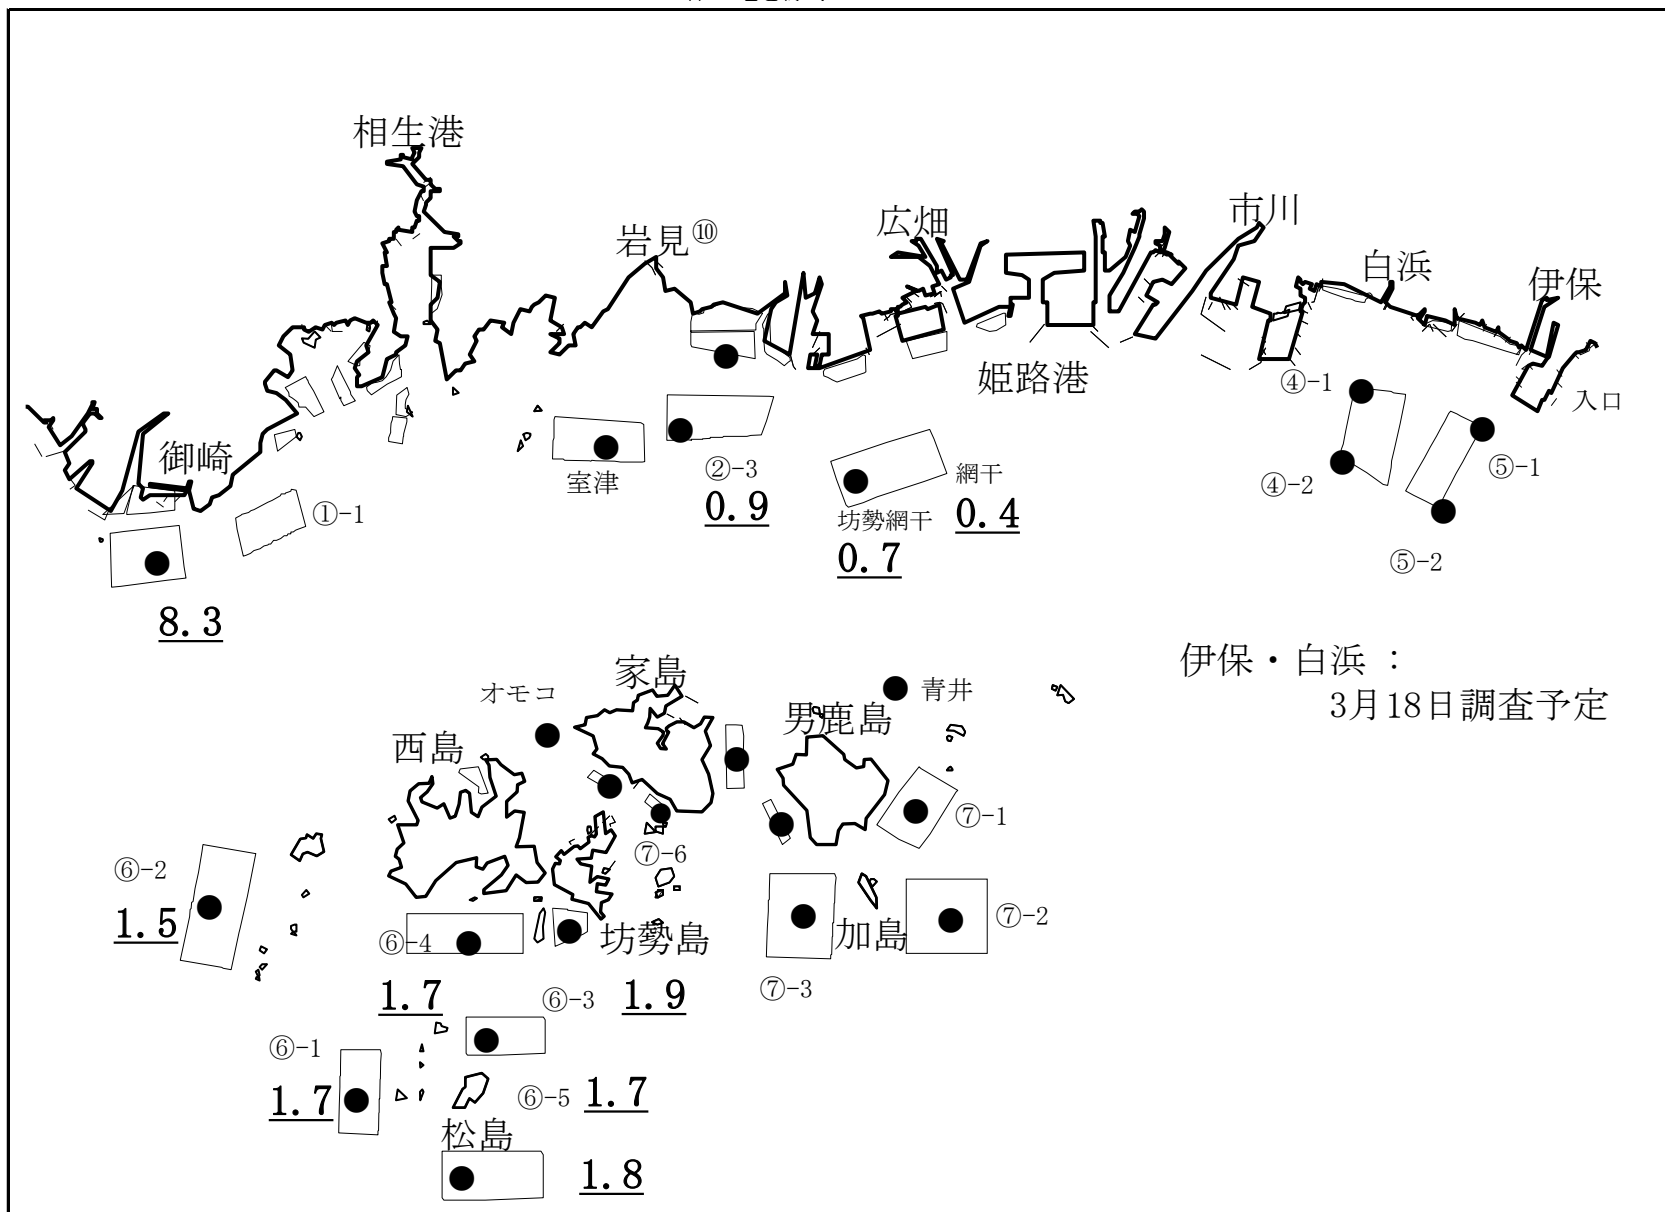 相生港
岩見⑩
広畑
市川
白浜
伊保
姫路港
④-1
入口
御崎
室津
②-3
0.9
網干
0.4
坊勢網干
0.7
④-2
⑤-1
⑤-2
①-1
8.3
伊保・白浜 :
3月18日調査予定
家島
オモコ
青井
男鹿島
西島
⑦-1
⑦-6
⑥-2
1.5
⑥-4
坊勢島
加島
⑦-2
1.7
⑥-3
1.9
⑦-3
⑥-1
1.7
⑥-5
1.7
松島
1.8